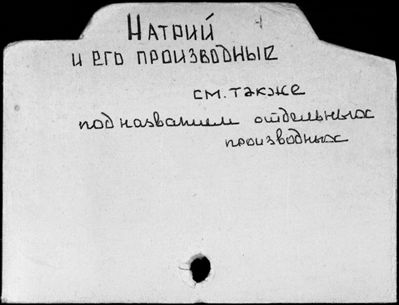 Натрий
и его производные
см. также
под названием отдельных
производных